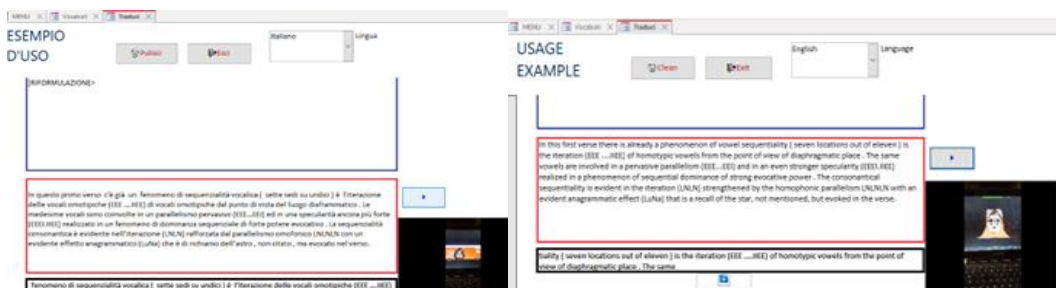 MENU Vocaboli Traduci
ESEMPIO
D'USO
Pulisci
Esci
Italiano
Lingua
[RIFORMULAZIONE>
In questo primo verso c'è già un fenomeno di sequenzialità vocalica ( sette sedi su undici ) è l'iterazione
delle vocali omotipiche (EEE ....IIEE) di vocali omotipiche dal punto di vista del luogo diaframmatico . Le
medesime vocali sono coinvolte in un parallelismo pervasivo (EEE...EEI) ed in una specularità ancora più forte
(EEEI.IIEE) realizzato in un fenomeno di dominanza sequenziale di forte potere evocativo . La sequenzialità
consonantica è evidente nell'iterazione (LNLN) rafforzata dal parallelismo omofonico LNLNLN con un
evidente effetto anagrammatico (LuNa) che è di richiamo dell'astro , non citato , ma evocato nel verso.
fenomeno di sequenzialità vocalica ( sette sedi su undici ) è l'iterazione delle vocali omotipiche (EEE ....IIEE)
MENU Vocaboli Traduci
USAGE
EXAMPLE
Clean
Exit
English
Language
In this first verse there is already a phenomenon of vowel sequentiality ( seven locations out of eleven ) is
the iteration (EEE ....IIEE) of homotypic vowels from the point of view of diaphragmatic place . The same
vowels are involved in a pervasive parallelism (EEE...EEI) and in an even stronger specularity (EEEI.IIEE)
realized in a phenomenon of sequential dominance of strong evocative power . The consonantical
sequentiality is evident in the iteration (LNLN) strengthened by the homophonic parallelism LNLNLN with an
evident anagrammatic effect (LuNa) that is a recall of the star, not mentioned, but evoked in the verse.
tiality ( seven locations out of eleven ) is the iteration (EEE ....IIEE) of homotypic vowels from the point of
view of diaphragmatic place . The same